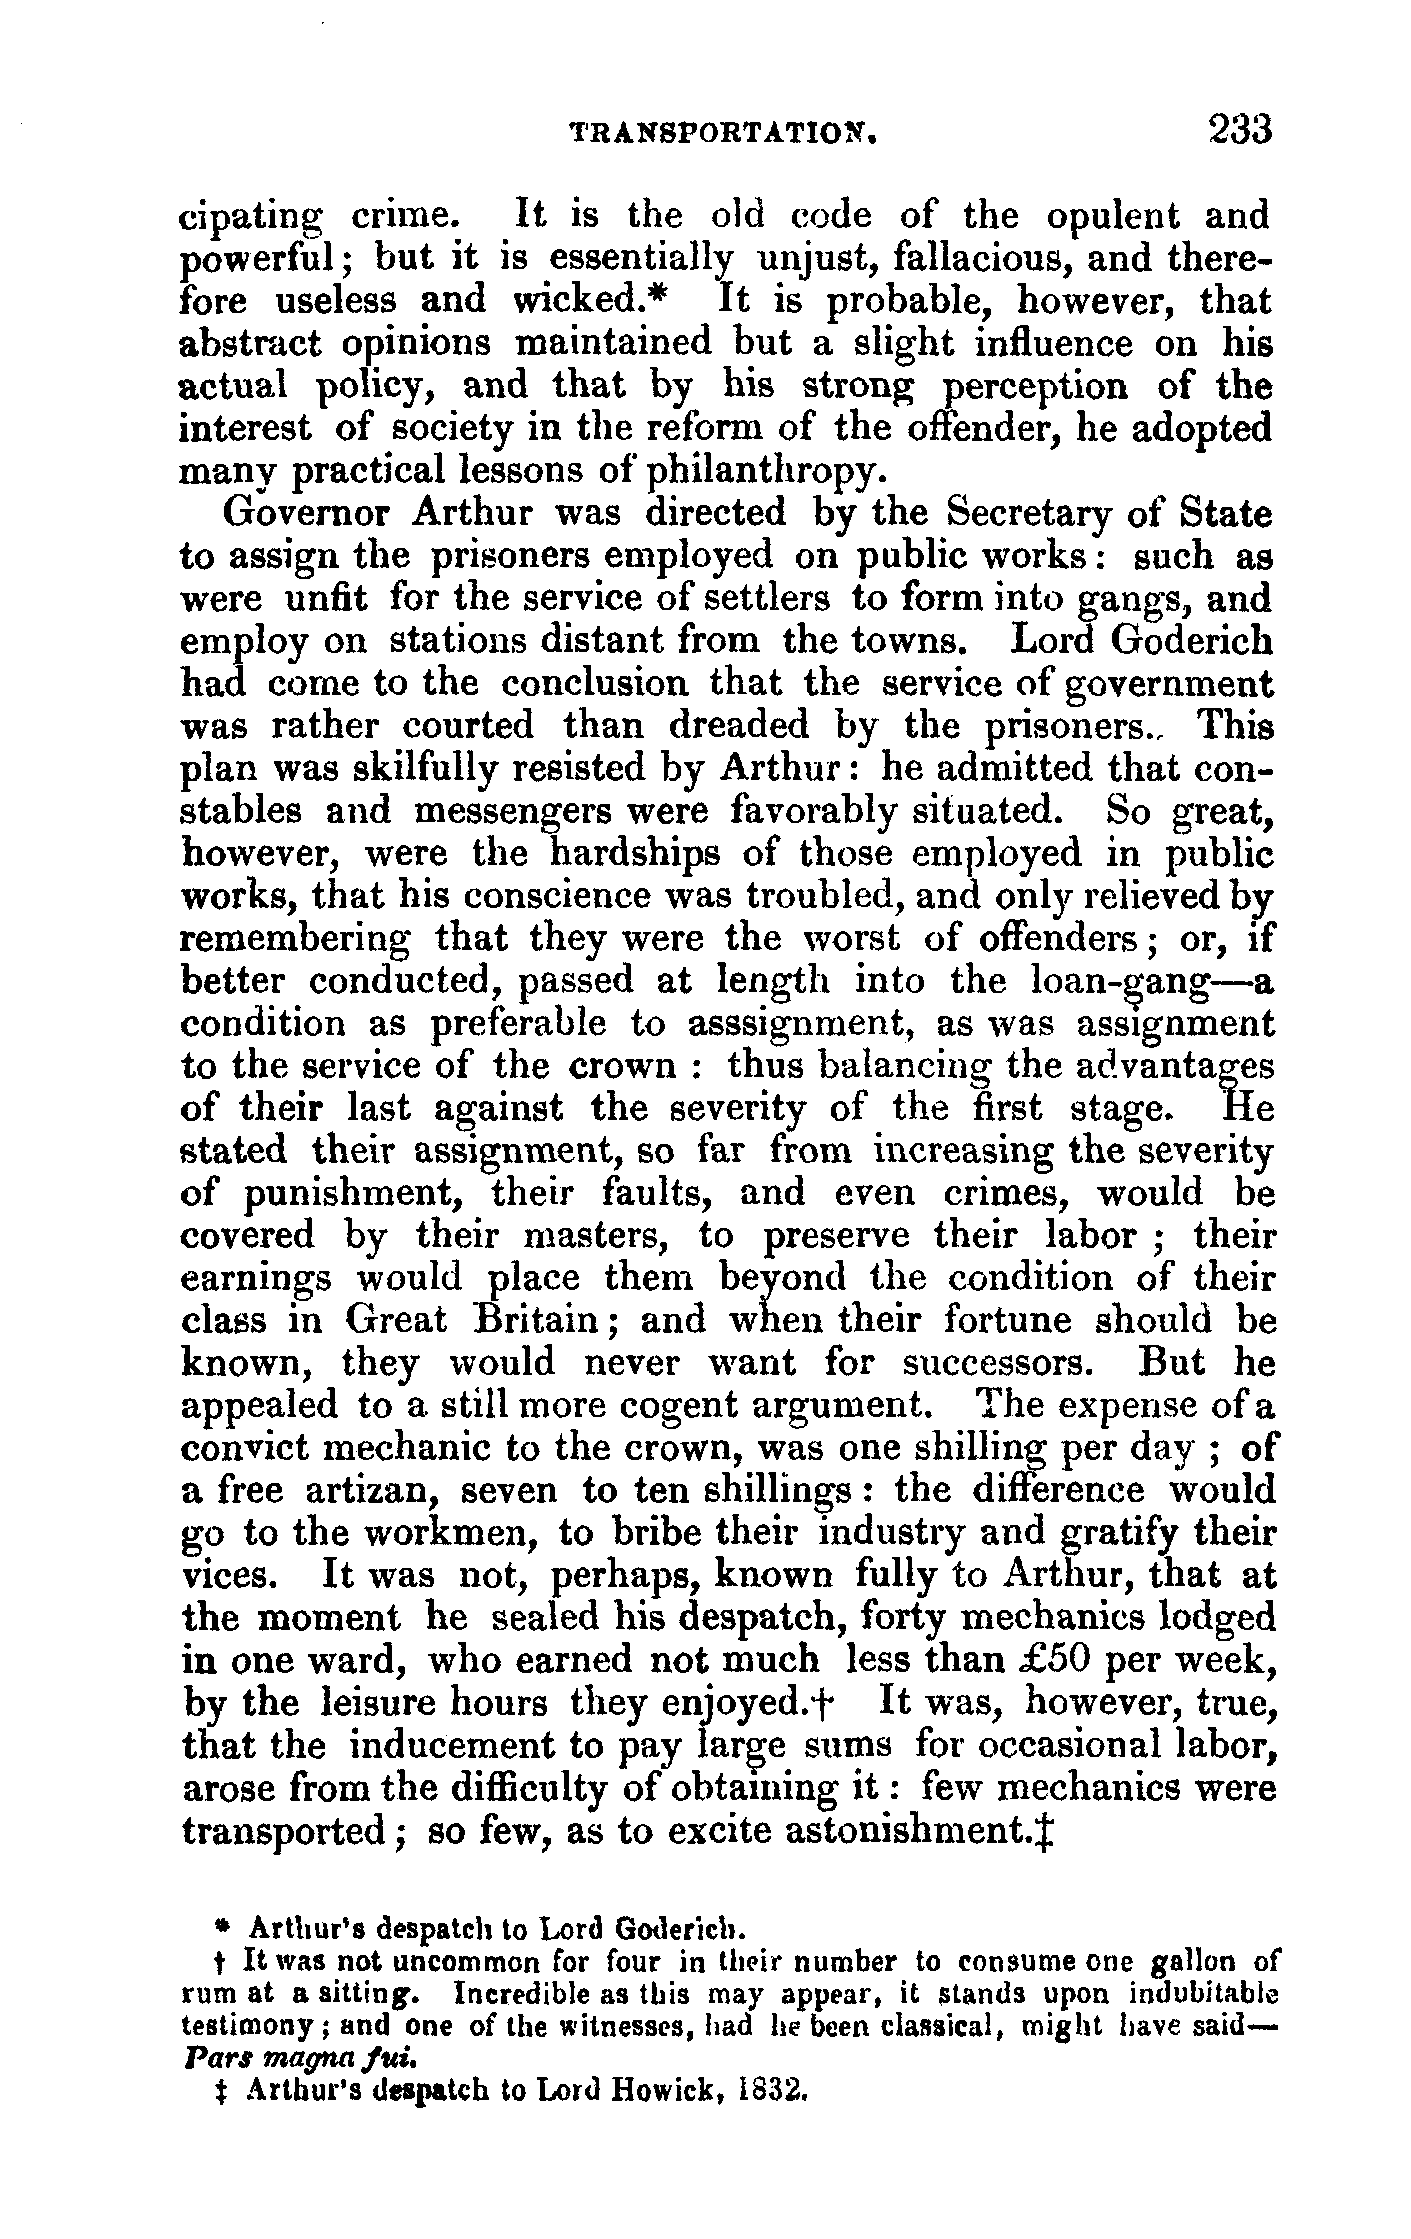 TRANSPORTATION. 233
cipating crime. It is the old code of the opulent and
powerful; but it is essentially unjust, fallacious, and there-
fore useless and wicked.* It is probable, however, that
abstract opinions maintained but a slight influence on his
actual policy, and that by his strong perception of the
interest of society in the reform of the offender, he adopted
many practical lessons of philanthropy.
Governor Arthur was directed by the Secretary of State
to assign the prisoners employed on public works: such as
were unfit for the service of settlers to form into gangs, and
employ on stations distant from the towns. Lord Goderich
had come to the conclusion that the service of government
was rather courted than dreaded by the prisoners.. This
plan was skilfully resisted by Arthur: he admitted that con-
stables and messengers were favorably situated. So great,
however, were the hardships of those employed in public
works, that his conscience was troubled, and only relieved by
remembering that they were the worst of offenders; or, if
better conducted, passed at length into the loan-gang—a
condition as preferable to asssignment, as was assignment
to the service of the crown : thus balancing the advantages
of their last against the severity of the first stage. He
stated their assignment, so far from increasing the severity
of punishment, their faults, and even crimes, would be
covered by their masters, to preserve their labor ; their
earnings would place them beyond the condition of their
class in Great Britain; and when their fortune should be
known, they would never want for successors. But he
appealed to a still more cogent argument. The expense of a
convict mechanic to the crown, was one shilling per day ; of
a free artizan, seven to ten shillings: the difference would
go to the workmen, to bribe their industry and gratify their
vices. It was not, perhaps, known fully to Arthur, that at
the moment he sealed his despatch, forty mechanics lodged
in one ward, who earned not much less than £50 per week,
by the leisure hours they enjoyed.† It was, however, true,
that the inducement to pay large sums for occasional labor,
arose from the difficulty of obtaining it: few mechanics were
transported; so few, as to excite astonishment.‡
* Arthur's despatch to Lord Goderich.
† It was not uncommon for four in their number to consume one gallon of
rum at a sitting. Incredible as this may appear, it stands upon indubitable
testimony; and one of the witnesses, had he been classical, might have said—
Pars magna fui.
‡ Arthur's despatch to Lord Howick, 1832.